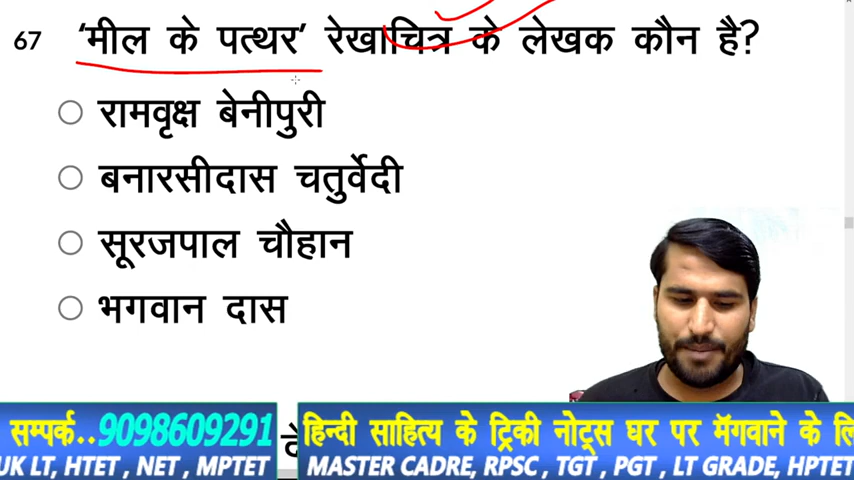 67 ‘मील के पत्थर’ रेखाचित्र के लेखक कौन है?
रामवृक्ष बेनीपुरी
बनारसीदास चतुर्वेदी
सूरजपाल चौहान
भगवान दास
सम्पर्क..9098609291
हिन्दी साहित्य के ट्रिकी नोट्स घर पर मॅंगवाने के लि
UK LT, HTET , NET , MPTET
MASTER CADRE, RPSC , TGT , PGT , LT GRADE, HPTET